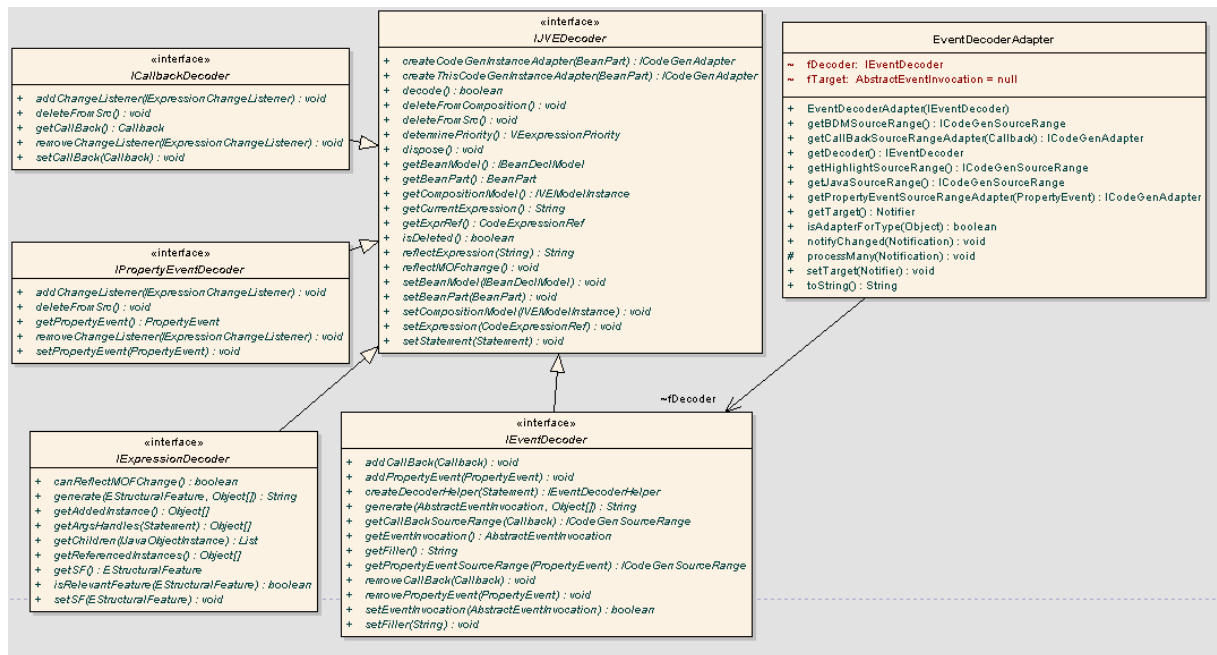 «interface»
ICallbackDecoder
+ addChangeListener(IExpressionChangeListener) : void
+ deleteFromSrc() : void
+ getCallBack() : Callback
+ removeChangeListener(IExpressionChangeListener) : void
+ setCallBack(Callback) : void
«interface»
IPropertyEventDecoder
+ addChangeListener(IExpressionChangeListener) : void
+ deleteFromSrc() : void
+ getPropertyEvent() : PropertyEvent
+ removeChangeListener(IExpressionChangeListener) : void
+ setPropertyEvent(PropertyEvent) : void
«interface»
IJVEDecoder
+ createCodeGenInstanceAdapter(BeanPart) : ICodeGenAdapter
+ createThisCodeGenInstanceAdapter(BeanPart) : ICodeGenAdapter
+ decode() : boolean
+ deleteFromComposition() : void
+ deleteFromSrc() : void
+ determinePriority() : VEexpressionPriority
+ dispose() : void
+ getBeanModel() : IBeanDeclModel
+ getBeanPart() : BeanPart
+ getCompositionModel() : IVEModelInstance
+ getCurrentExpression() : String
+ getExprRef() : CodeExpressionRef
+ isDeleted() : boolean
+ reflectExpression(String) : String
+ reflectMOFchange() : void
+ setBeanModel(IBeanDeclModel) : void
+ setBeanPart(BeanPart) : void
+ setCompositionModel(IVEModelInstance) : void
+ setExpression(CodeExpressionRef) : void
+ setStatement(Statement) : void
EventDecoderAdapter
~ fDecoder: IEventDecoder
~ fTarget: AbstractEventInvocation = null
+ EventDecoderAdapter(IEventDecoder)
+ getBDMSourceRange() : ICodeGenSourceRange
+ getCallBackSourceRangeAdapter(Callback) : ICodeGenAdapter
+ getDecoder() : IEventDecoder
+ getHighlightSourceRange() : ICodeGenSourceRange
+ getJavaSourceRange() : ICodeGenSourceRange
+ getPropertyEventSourceRangeAdapter(PropertyEvent) : ICodeGenAdapter
+ getTarget() : Notifier
+ isAdapterForType(Object) : boolean
+ notifyChanged(Notification) : void
# processMany(Notification) : void
+ setTarget(Notifier) : void
+ toString() : String
~fDecoder
«interface»
IExpressionDecoder
+ canReflectMOFChange() : boolean
+ generate(EStructuralFeature, Object[]) : String
+ getAddedInstance() : Object[]
+ getArgsHandles(Statement) : Object[]
+ getChildren(IJavaObjectInstance) : List
+ getReferencedInstances() : Object[]
+ getSF() : EStructuralFeature
+ isRelevantFeature(EStructuralFeature) : boolean
+ setSF(EStructuralFeature) : void
«interface»
IEventDecoder
+ addCallBack(Callback) : void
+ addPropertyEvent(PropertyEvent) : void
+ createDecoderHelper(Statement) : IEventDecoderHelper
+ generate(AbstractEventInvocation, Object[]) : String
+ getCallBackSourceRange(Callback) : ICodeGenSourceRange
+ getEventInvocation() : AbstractEventInvocation
+ getFiller() : String
+ getPropertyEventSourceRange(PropertyEvent) : ICodeGenSourceRange
+ removeCallBack(Callback) : void
+ removePropertyEvent(PropertyEvent) : void
+ setEventInvocation(AbstractEventInvocation) : boolean
+ setFiller(String) : void